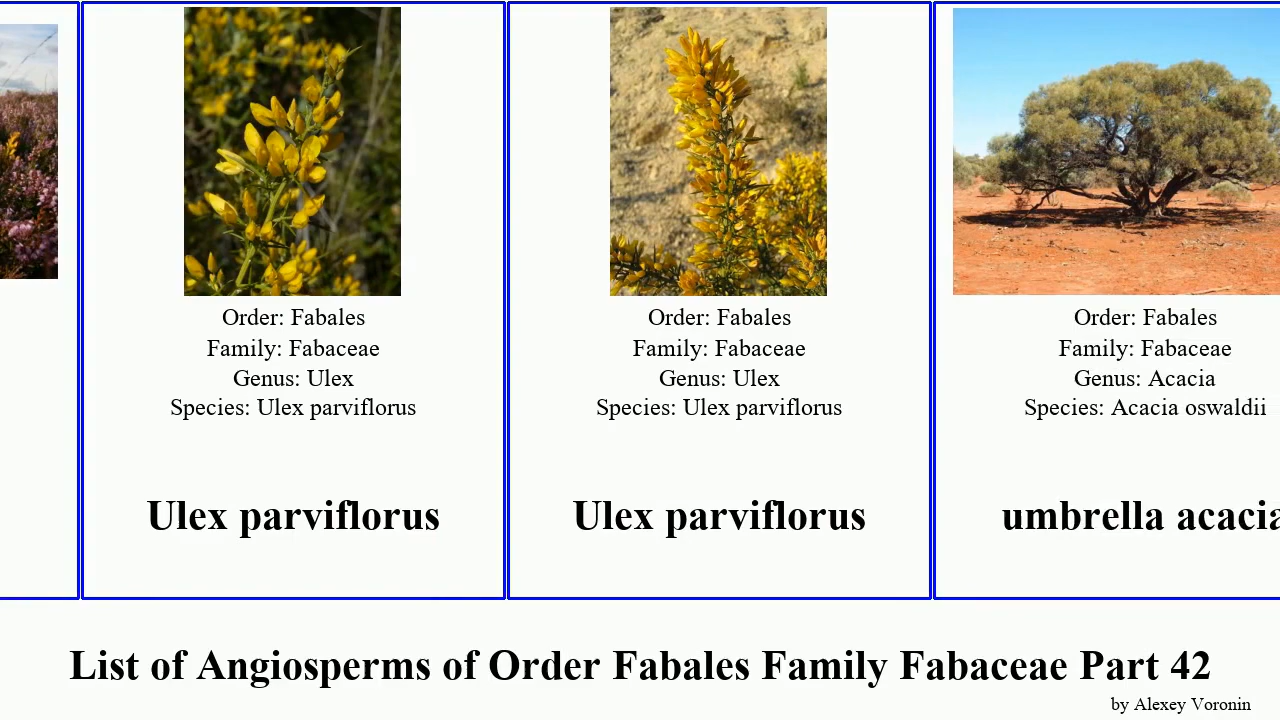 Order: Fabales
Family: Fabaceae
Genus: Ulex
Species: Ulex parviflorus
Ulex parviflorus
Order: Fabales
Family: Fabaceae
Genus: Ulex
Species: Ulex parviflorus
Ulex parviflorus
Order: Fabales
Family: Fabaceae
Genus: Acacia
Species: Acacia oswaldii
umbrella acacia
List of Angiosperms of Order Fabales Family Fabaceae Part 42
by Alexey Voronin